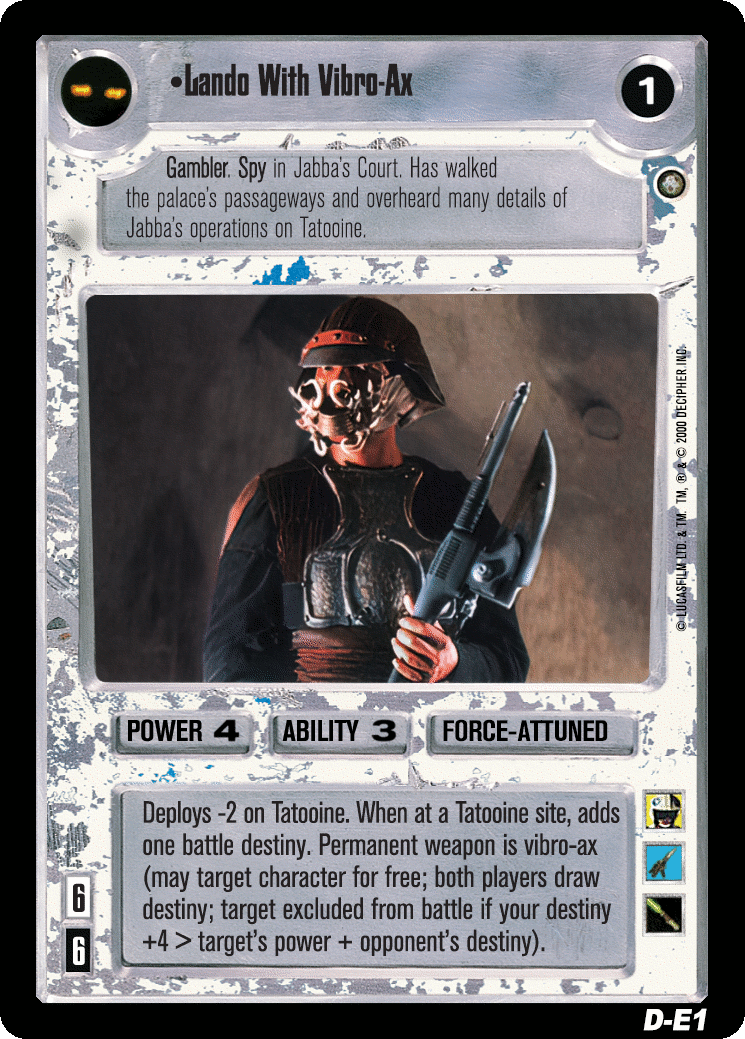 •Lando With Vibro-Ax
1
Gambler. Spy in Jabba's Court. Has walked
the palace's passageways and overheard many details of
Jabba's operations on Tatooine.
© LUCASFILM LTD. & TM. TM, ® & © 2000 DECIPHER INC.
POWER 4
ABILITY 3
FORCE-ATTUNED
Deploys -2 on Tatooine. When at a Tatooine site, adds
one battle destiny. Permanent weapon is vibro-ax
(may target character for free; both players draw
destiny; target excluded from battle if your destiny
+4 > target's power + opponent's destiny).
6
6
D-E1